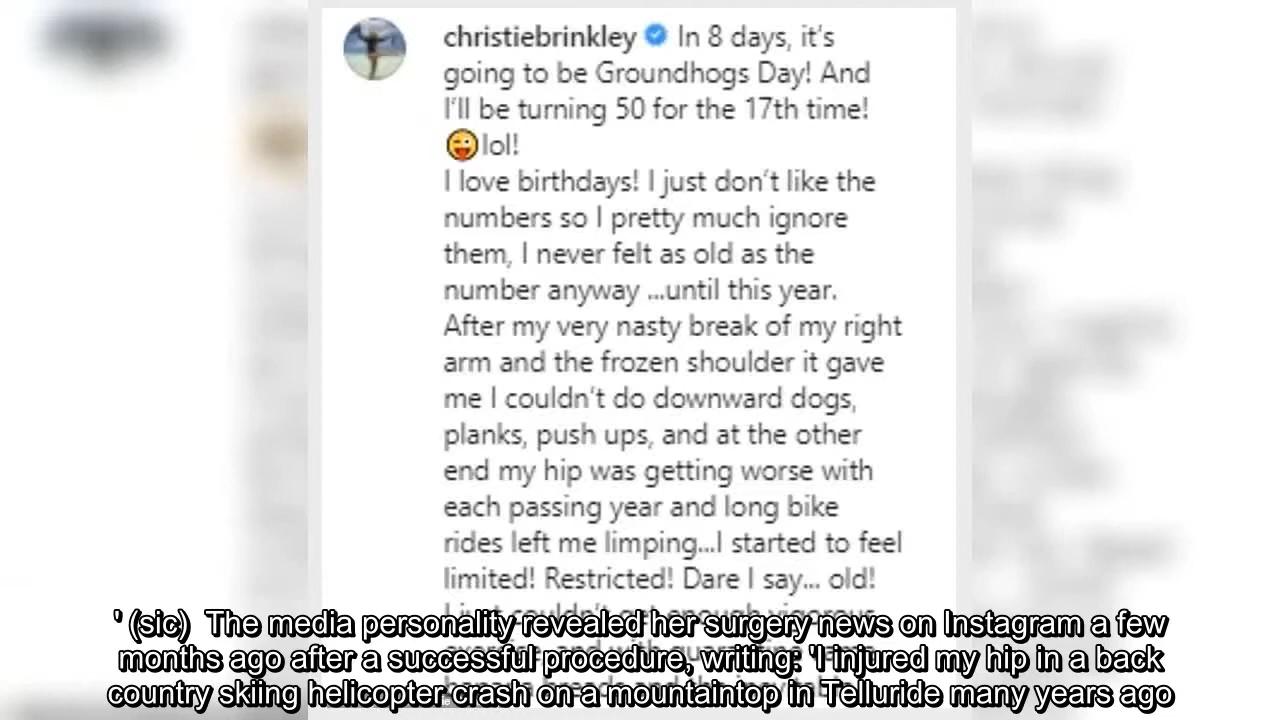 christiebrinkley In 8 days, it's
going to be Groundhogs Day! And
I'll be turning 50 for the 17th time!
😜lol!
I love birthdays! I just don't like the
numbers so I pretty much ignore
them, I never felt as old as the
number anyway ...until this year.
After my very nasty break of my right
arm and the frozen shoulder it gave
me I couldn't do downward dogs,
planks, push ups, and at the other
end my hip was getting worse with
each passing year and long bike
rides left me limping...I started to feel
limited! Restricted! Dare I say... old!
I just couldn't get enough vigorous
' (sic) The media personality revealed her surgery news on Instagram a few
months ago after a successful procedure, writing: 'I injured my hip in a back
country skiing helicopter crash on a mountaintop in Telluride many years ago